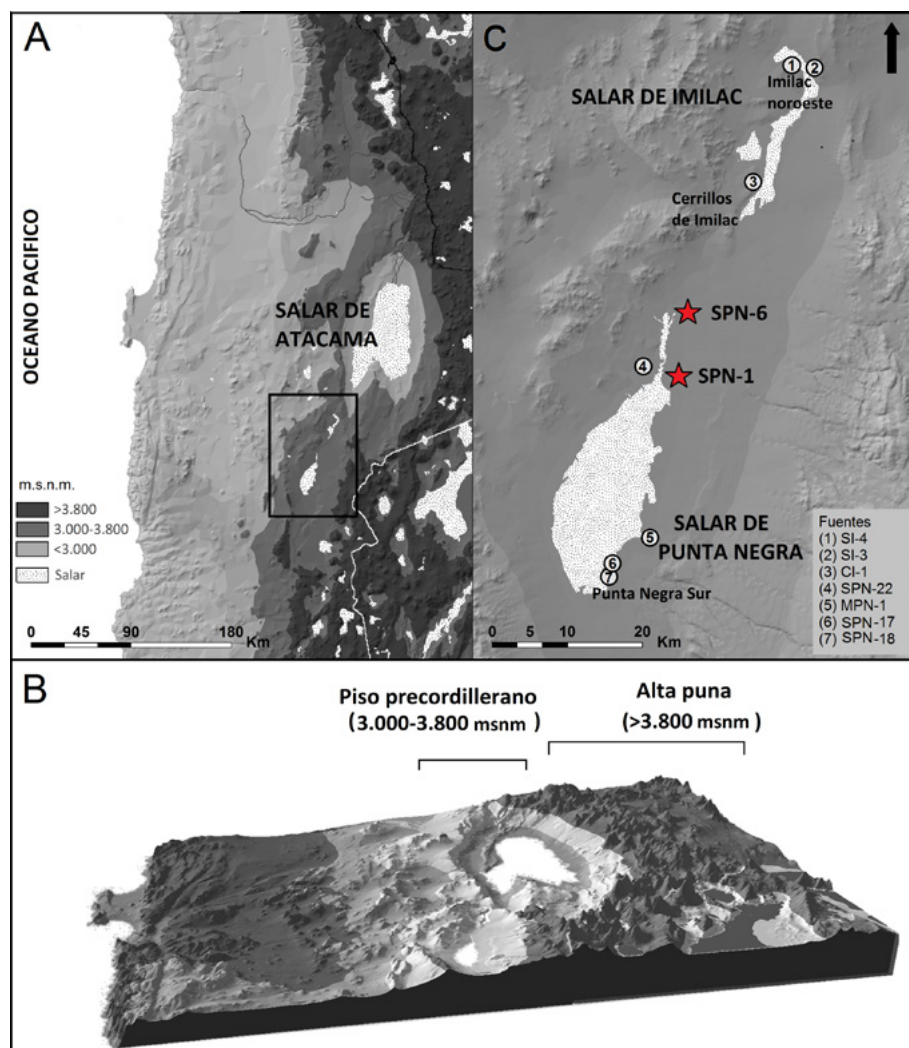 A
OCEANO PACIFICO
SALAR DE
ATACAMA
m.s.n.m.
>3.800
3.000-3.800
<3.000
Salar
0 45 90 180
Km
C
1
2
Imilac
noroeste
SALAR DE IMILAC
3
Cerrillos
de Imilac
SPN-6
4
SPN-1
SALAR DE
PUNTA NEGRA
5
6
7
Punta Negra Sur
Fuentes
(1) SI-4
(2) SI-3
(3) CI-1
(4) SPN-22
(5) MPN-1
(6) SPN-17
(7) SPN-18
0 5 10 20
Km
B
Piso precordillerano
(3.000-3.800 msnm)
Alta puna
(>3.800 msnm)